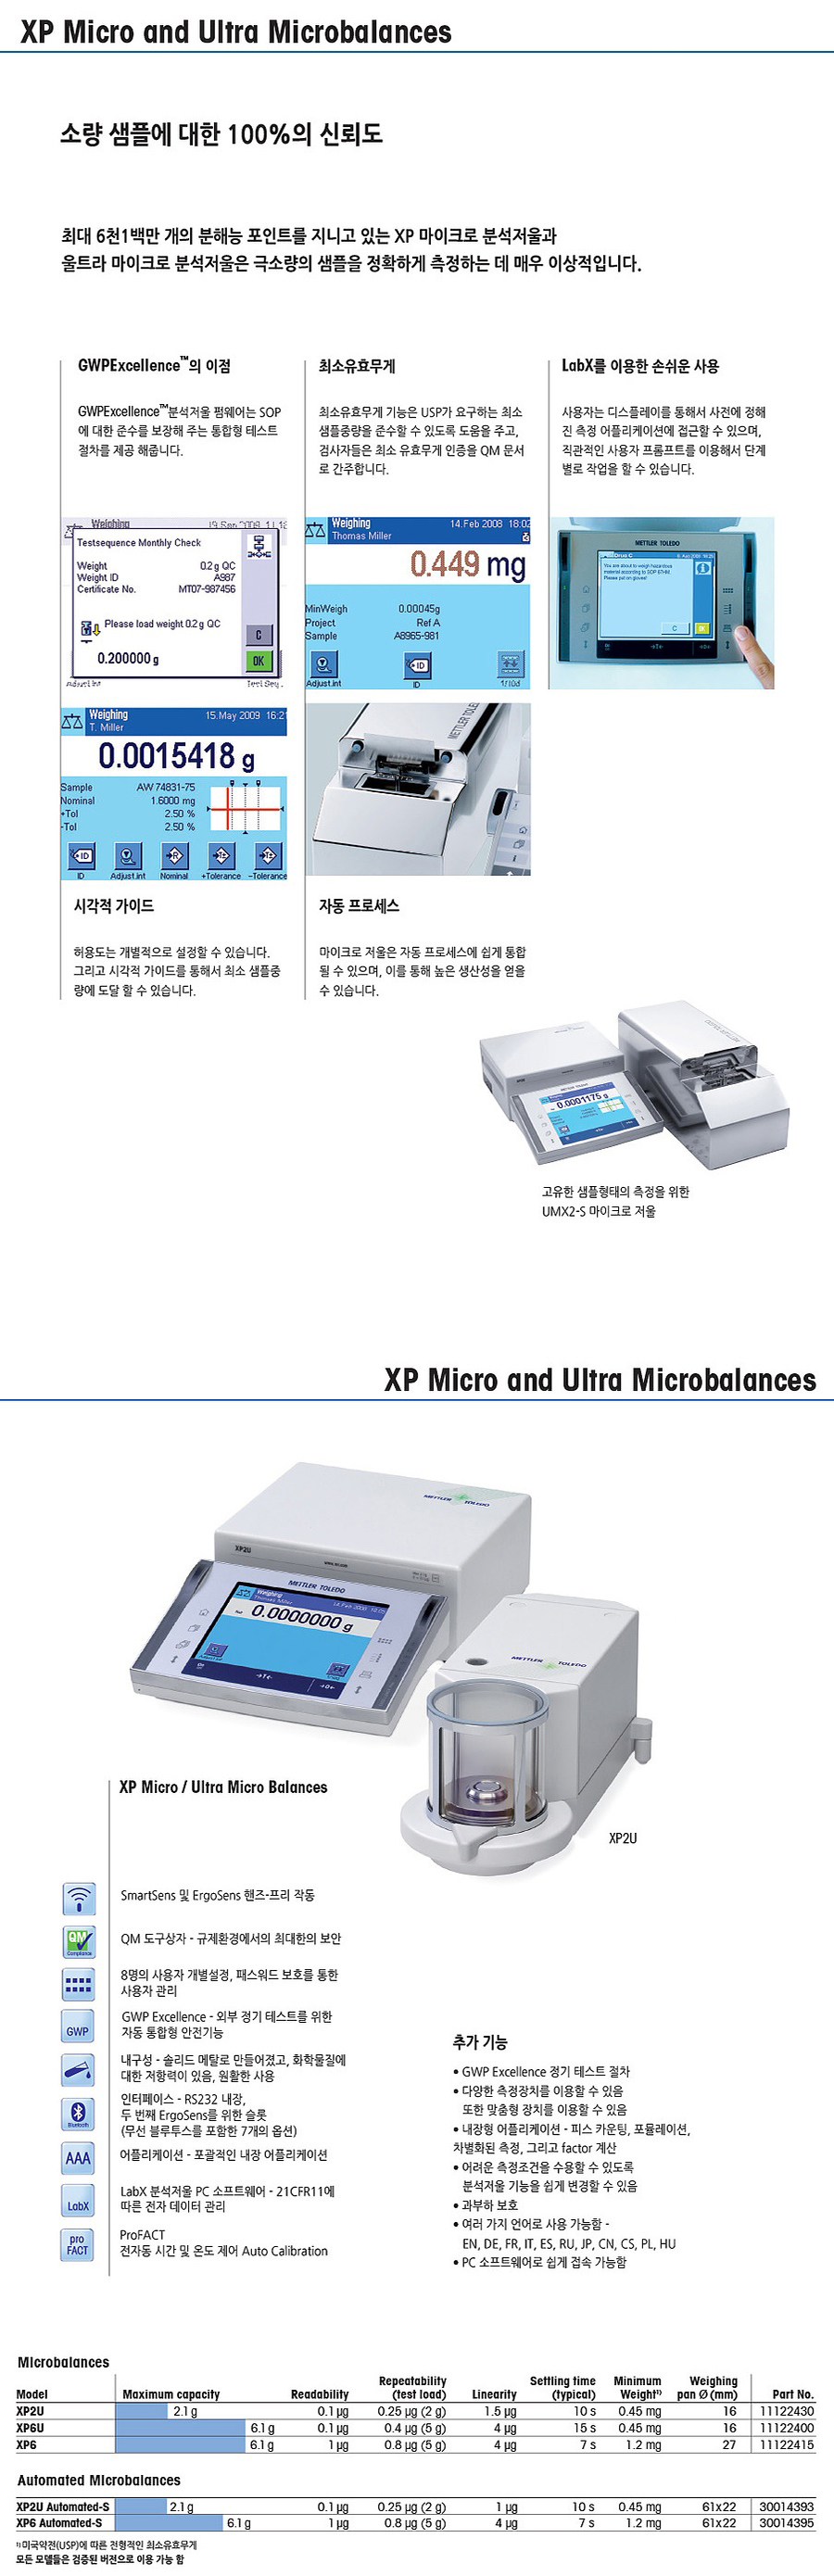 XP Micro and Ultra Microbalances
소량 샘플에 대한 100%의 신뢰도
최대 6천1백만 개의 분해능 포인트를 지니고 있는 XP 마이크로 분석저울과
울트라 마이크로 분석저울은 극소량의 샘플을 정확하게 측정하는 데 매우 이상적입니다.
GWPExcellence™의 이점
GWPExcellence™분석저울 펌웨어는 SOP
에 대한 준수를 보장해 주는 통합형 테스트
절차를 제공 해줍니다.
최소유효무게
최소유효무게 기능은 USP가 요구하는 최소
샘플중량을 준수할 수 있도록 도움을 주고,
검사자들은 최소 유효무게 인증을 QM 문서
로 간주합니다.
LabX를 이용한 손쉬운 사용
사용자는 디스플레이를 통해서 사전에 정해
진 측정 어플리케이션에 접근할 수 있으며,
직관적인 사용자 프롬프트를 이용해서 단계
별로 작업을 할 수 있습니다.
Weighing
Testsequence Monthly Check
Weight 0.2 g QC
Weight ID A987
Certificate No. MT07-987456
Please load weight 0.2 g QC
C
0.200000 g
OK
Adjust.int Test Seq.
Weighing 14.Feb 2008 18:02
Thomas Miller
0.449 mg
MinWeigh 0.00045g
Project Ref A
Sample A8965-981
Adjust.int ID 1/10d
METTLER TOLEDO
You are about to weigh hazardous
material according to SOP 87HM.
Please put on gloves!
C OK
Weighing 15.May 2009 16:21
T. Miller
0.0015418 g
Sample AW 74831-75
Nominal 1.6000 mg
+Tol 2.50 %
-Tol 2.50 %
ID Adjust.int Nominal +Tolerance -Tolerance
METTLER TOLE
시각적 가이드
허용도는 개별적으로 설정할 수 있습니다.
그리고 시각적 가이드를 통해서 최소 샘플중
량에 도달 할 수 있습니다.
자동 프로세스
마이크로 저울은 자동 프로세스에 쉽게 통합
될 수 있으며, 이를 통해 높은 생산성을 얻을
수 있습니다.
METTLER TOLEDO
0.0001175 g
고유한 샘플형태의 측정을 위한
UMX2-S 마이크로 저울
XP Micro and Ultra Microbalances
METTLER TOLEDO
XP2U
METTLER TOLEDO
Weighing
Thomas Miller
0.0000000 g
METTLER TOLEDO
XP2U
XP Micro / Ultra Micro Balances
SmartSens 및 ErgoSens 핸즈-프리 작동
QM Compliance
QM 도구상자 - 규제환경에서의 최대한의 보안
8명의 사용자 개별설정, 패스워드 보호를 통한
사용자 관리
GWP
GWP Excellence - 외부 정기 테스트를 위한
자동 통합형 안전기능
내구성 - 솔리드 메탈로 만들어졌고, 화학물질에
대한 저항력이 있음, 원활한 사용
Bluetooth
인터페이스 - RS232 내장,
두 번째 ErgoSens를 위한 슬롯
(무선 블루투스를 포함한 7개의 옵션)
AAA
어플리케이션 - 포괄적인 내장 어플리케이션
LabX
LabX 분석저울 PC 소프트웨어 - 21CFR11에
따른 전자 데이터 관리
pro FACT
ProFACT
전자동 시간 및 온도 제어 Auto Calibration
추가 기능
• GWP Excellence 정기 테스트 절차
• 다양한 측정장치를 이용할 수 있음
또한 맞춤형 장치를 이용할 수 있음
• 내장형 어플리케이션 - 피스 카운팅, 포뮬레이션,
차별화된 측정, 그리고 factor 계산
• 어려운 측정조건을 수용할 수 있도록
분석저울 기능을 쉽게 변경할 수 있음
• 과부하 보호
• 여러 가지 언어로 사용 가능함 -
EN, DE, FR, IT, ES, RU, JP, CN, CS, PL, HU
• PC 소프트웨어로 쉽게 접속 가능함
Microbalances
Model Maximum capacity Readability Repeatability (test load) Linearity Settling time (typical) Minimum Weight¹⁾ Weighing pan Ø (mm) Part No.
XP2U 2.1 g 0.1 µg 0.25 µg (2 g) 1.5 µg 10 s 0.45 mg 16 11122430
XP6U 6.1 g 0.1 µg 0.4 µg (5 g) 4 µg 15 s 0.45 mg 16 11122400
XP6 6.1 g 1 µg 0.8 µg (5 g) 4 µg 7 s 1.2 mg 27 11122415
Automated Microbalances
XP2U Automated-S 2.1 g 0.1 µg 0.25 µg (2 g) 1 µg 10 s 0.45 mg 61x22 30014393
XP6 Automated-S 6.1 g 1 µg 0.8 µg (5 g) 4 µg 7 s 1.2 mg 61x22 30014395
¹⁾ 미국약전(USP)에 따른 전형적인 최소유효무게
모든 모델들은 검증된 버전으로 이용 가능 함